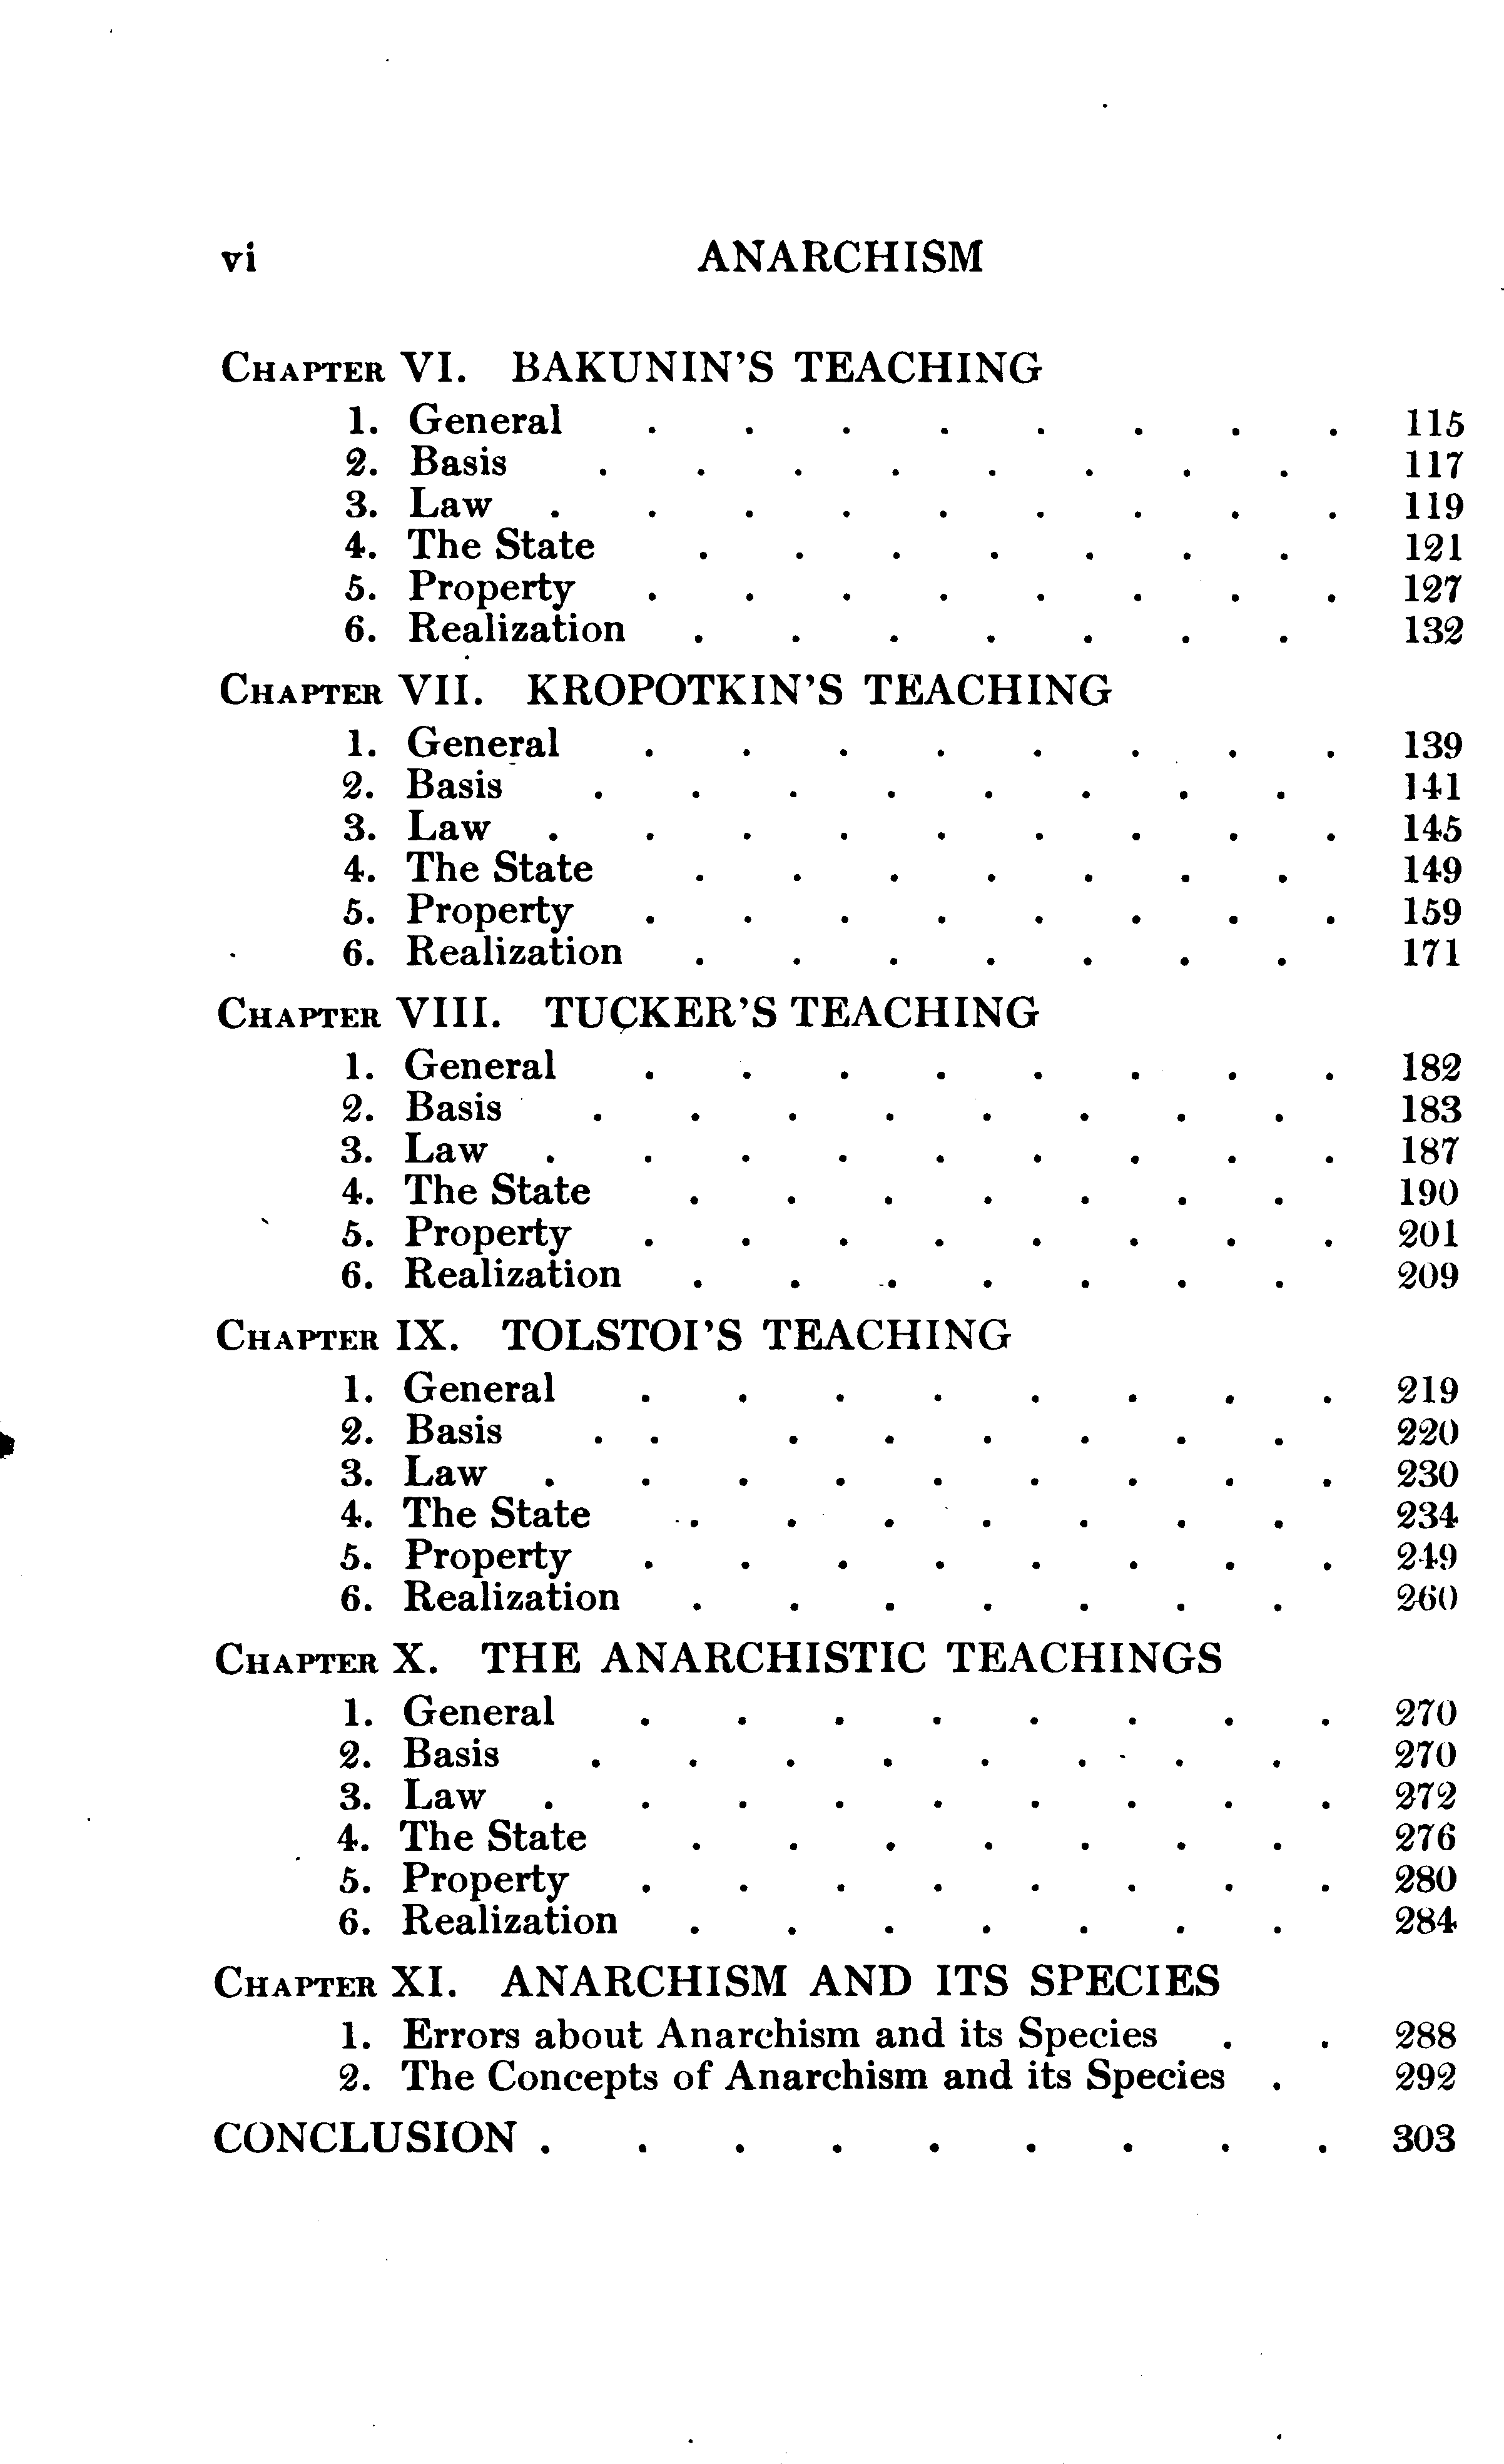 vi ANARCHISM
CHAPTER VI. BAKUNIN'S TEACHING
1. General . . . . . . . . 115
2. Basis . . . . . . . . 117
3. Law . . . . . . . . . 119
4. The State . . . . . . . 121
5. Property . . . . . . . . 127
6. Realization . . . . . . . 132
CHAPTER VII. KROPOTKIN'S TEACHING
1. General . . . . . . . . 139
2. Basis . . . . . . . . 141
3. Law . . . . . . . . . 145
4. The State . . . . . . . 149
5. Property . . . . . . . . 159
6. Realization . . . . . . . 171
CHAPTER VIII. TUCKER'S TEACHING
1. General . . . . . . . . 182
2. Basis . . . . . . . . 183
3. Law . . . . . . . . . 187
4. The State . . . . . . . 190
5. Property . . . . . . . . 201
6. Realization . . . . . . . 209
CHAPTER IX. TOLSTOI'S TEACHING
1. General . . . . . . . . 219
2. Basis . . . . . . . . 220
3. Law . . . . . . . . . 230
4. The State . . . . . . . 234
5. Property . . . . . . . . 249
6. Realization . . . . . . . 260
CHAPTER X. THE ANARCHISTIC TEACHINGS
1. General . . . . . . . . 270
2. Basis . . . . . . . . 270
3. Law . . . . . . . . . 272
4. The State . . . . . . . 276
5. Property . . . . . . . . 280
6. Realization . . . . . . . 284
CHAPTER XI. ANARCHISM AND ITS SPECIES
1. Errors about Anarchism and its Species . . 288
2. The Concepts of Anarchism and its Species . 292
CONCLUSION . . . . . . . . . 303